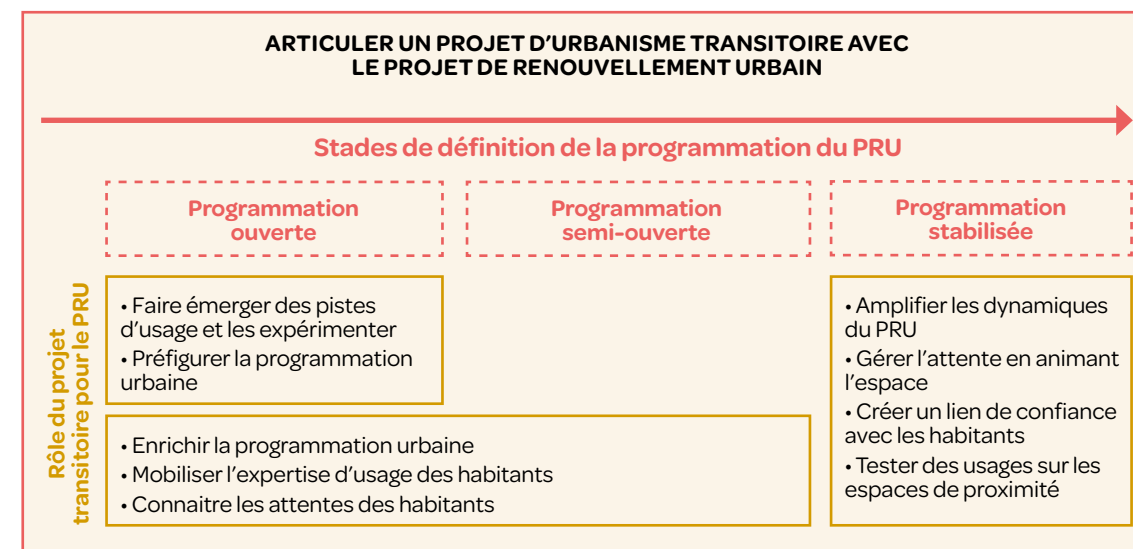 ARTICULER UN PROJET D'URBANISME TRANSITOIRE AVEC
LE PROJET DE RENOUVELLEMENT URBAIN
Stades de définition de la programmation du PRU
Programmation
ouverte
Programmation
semi-ouverte
Programmation
stabilisée
Rôle du projet
transitoire pour le PRU
• Faire émerger des pistes
d'usage et les expérimenter
• Préfigurer la programmation
urbaine
• Enrichir la programmation urbaine
• Mobiliser l'expertise d'usage des habitants
• Connaitre les attentes des habitants
• Amplifier les dynamiques
du PRU
• Gérer l'attente en animant
l'espace
• Créer un lien de confiance
avec les habitants
• Tester des usages sur les
espaces de proximité